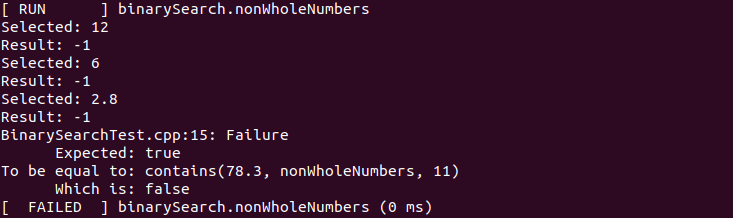 [ RUN      ] binarySearch.nonWholeNumbers
Selected: 12
Result: -1
Selected: 6
Result: -1
Selected: 2.8
Result: -1
BinarySearchTest.cpp:15: Failure
      Expected: true
To be equal to: contains(78.3, nonWholeNumbers, 11)
      Which is: false
[  FAILED  ] binarySearch.nonWholeNumbers (0 ms)